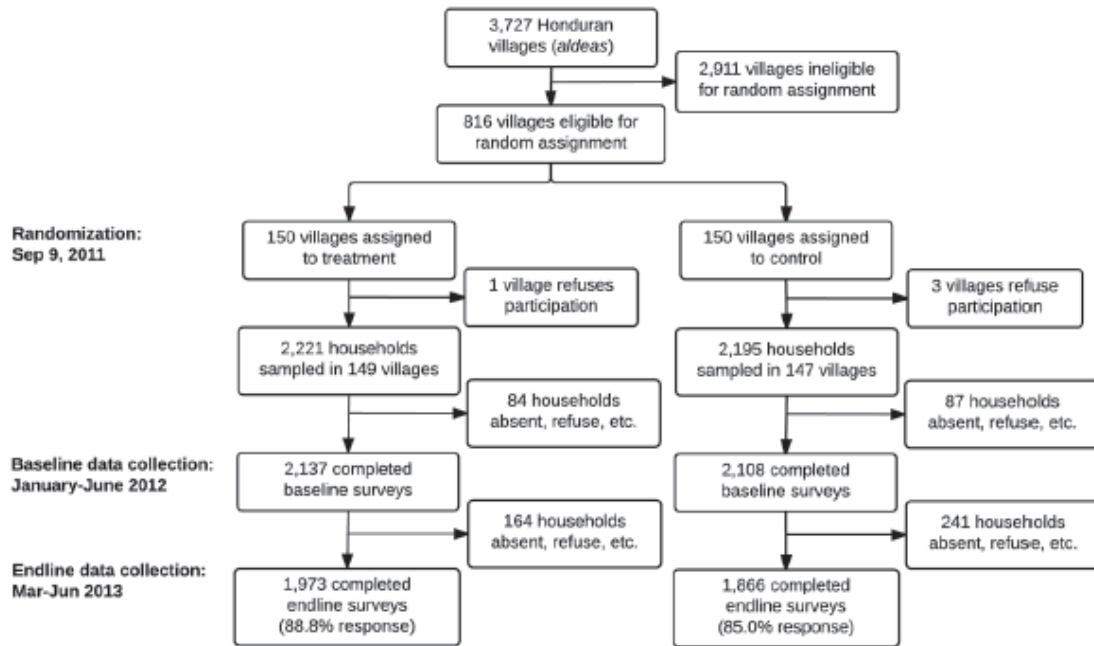 3,727 Honduran
villages (aldeas)
2,911 villages ineligible
for random assignment
816 villages eligible for
random assignment
Randomization:
Sep 9, 2011
150 villages assigned
to treatment
150 villages assigned
to control
1 village refuses
participation
3 villages refuse
participation
2,221 households
sampled in 149 villages
2,195 households
sampled in 147 villages
84 households
absent, refuse, etc.
87 households
absent, refuse, etc.
Baseline data collection:
January-June 2012
2,137 completed
baseline surveys
2,108 completed
baseline surveys
164 households
absent, refuse, etc.
241 households
absent, refuse, etc.
Endline data collection:
Mar-Jun 2013
1,973 completed
endline surveys
(88.8% response)
1,866 completed
endline surveys
(85.0% response)